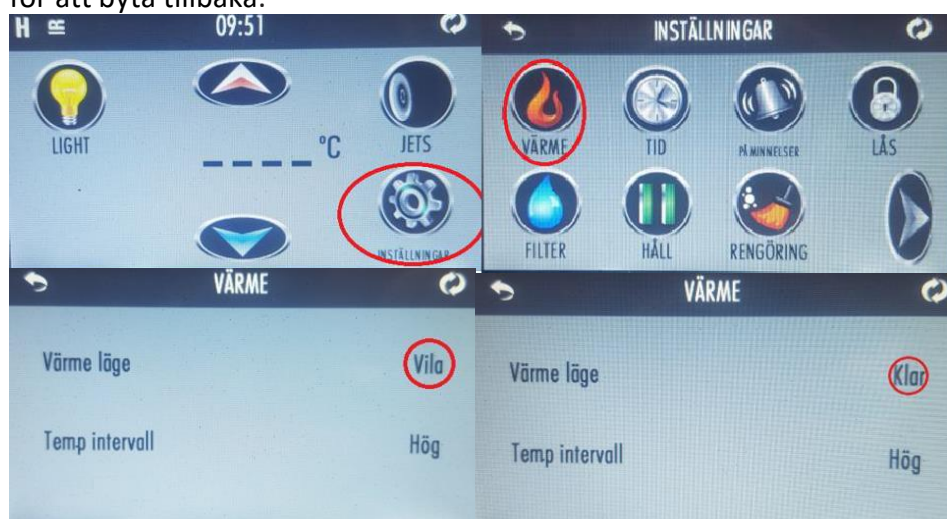 för att byta tillbaka.
H IR 09:51
LIGHT
°C
JETS
INSTÄLLNINGAR
INSTÄLLNINGAR
VÄRME TID PÅMINNELSER LÅS
FILTER HÅLL RENGÖRING
VÄRME
Värme läge Vila
Temp intervall Hög
VÄRME
Värme läge Klar
Temp intervall Hög